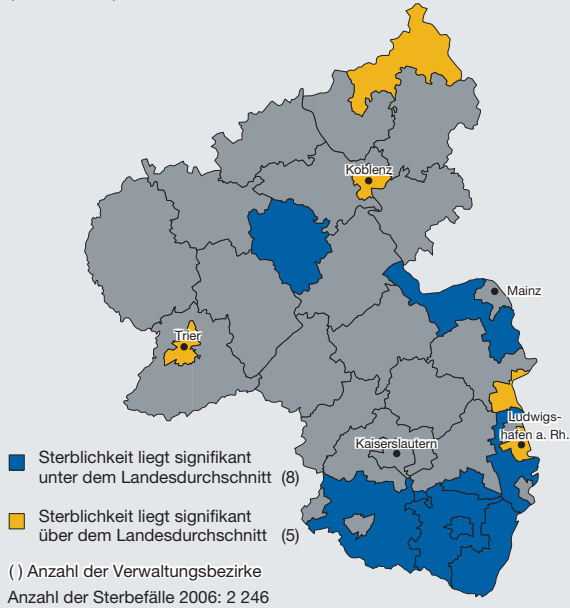 Koblenz
Mainz
Trier
Ludwigs-
hafen a. Rh.
Kaiserslautern
Sterblichkeit liegt signifikant
unter dem Landesdurchschnitt (8)
Sterblichkeit liegt signifikant
über dem Landesdurchschnitt (5)
( ) Anzahl der Verwaltungsbezirke
Anzahl der Sterbefälle 2006: 2 246